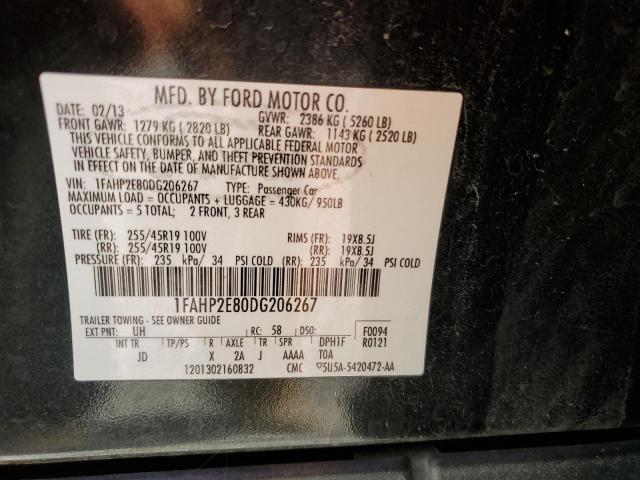 MFD. BY FORD MOTOR CO.
DATE: 02/13 GVWR: 2386 KG ( 5260 LB)
FRONT GAWR: 1279 KG ( 2820 LB) REAR GAWR: 1143 KG ( 2520 LB)
THIS VEHICLE CONFORMS TO ALL APPLICABLE FEDERAL MOTOR
VEHICLE SAFETY, BUMPER, AND THEFT PREVENTION STANDARDS
IN EFFECT ON THE DATE OF MANUFACTURE SHOWN ABOVE.
VIN: 1FAHP2E80DG206267 TYPE: Passenger Car
MAXIMUM LOAD = OCCUPANTS + LUGGAGE = 430KG/ 950LB
OCCUPANTS = 5 TOTAL; 2 FRONT, 3 REAR
TIRE (FR): 255/45R19 100V RIMS (FR): 19X8.5J
(RR): 255/45R19 100V (RR): 19X8.5J
PRESSURE (FR): 235 kPa/ 34 PSI COLD (RR): 235 kPa/ 34 PSI COLD
1FAHP2E80DG206267
TRAILER TOWING - SEE OWNER GUIDE
EXT PNT: UH RC: 58 DSO: F0094
INT TR TP/PS R AXLE TR SPR DPH1F R0121
JD X 2A J AAAA TOA
1201302160832 CMC ▽5U5A-5420472-AA